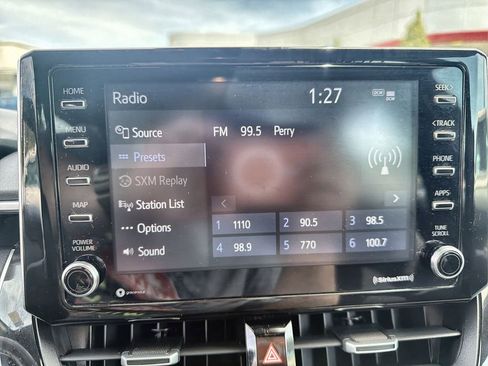 HOME
MENU
AUDIO
MAP
POWER
VOLUME
Radio
1:27
DCM
Source
FM 99.5 Perry
Presets
SXM Replay
Station List
Options
Sound
1 1110
2 90.5
3 98.5
4 98.9
5 770
6 100.7
SEEK>
<TRACK
PHONE
APPS
TUNE
SCROLL
gracenote
((SiriusXM))